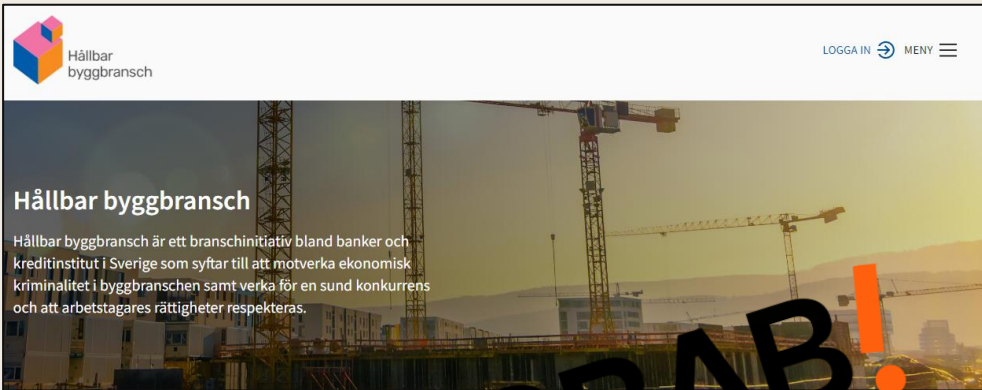 Hållbar
byggbransch
LOGGA IN MENY
Hållbar byggbransch
Hållbar byggbransch är ett branschinitiativ bland banker och
kreditinstitut i Sverige som syftar till att motverka ekonomisk
kriminalitet i byggbranschen samt verka för en sund konkurrens
och att arbetstagares rättigheter respekteras.